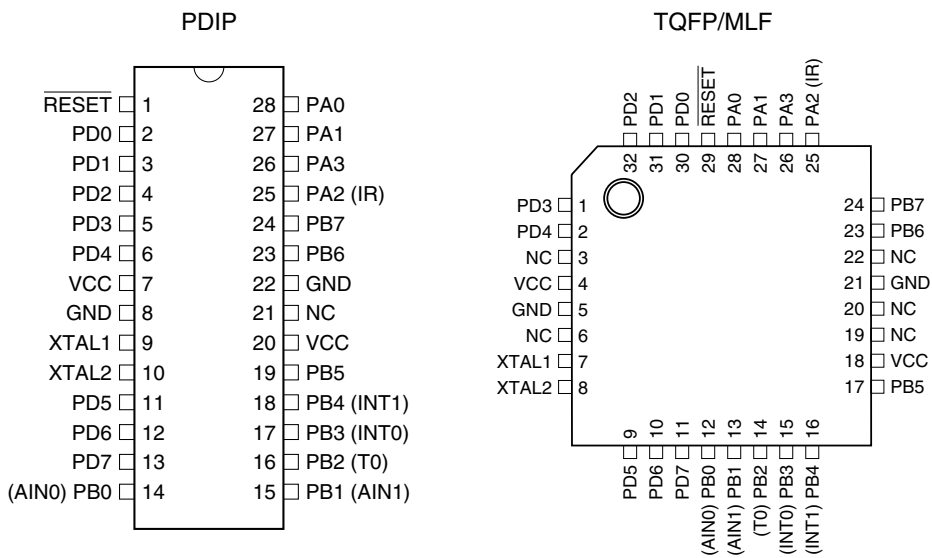 PDIP
RESET 1
PD0 2
PD1 3
PD2 4
PD3 5
PD4 6
VCC 7
GND 8
XTAL1 9
XTAL2 10
PD5 11
PD6 12
PD7 13
(AIN0) PB0 14
28 PA0
27 PA1
26 PA3
25 PA2 (IR)
24 PB7
23 PB6
22 GND
21 NC
20 VCC
19 PB5
18 PB4 (INT1)
17 PB3 (INT0)
16 PB2 (T0)
15 PB1 (AIN1)
TQFP/MLF
32 PD2
31 PD1
30 PD0
29 RESET
28 PA0
27 PA1
26 PA3
25 PA2 (IR)
PD3 1
PD4 2
NC 3
VCC 4
GND 5
NC 6
XTAL1 7
XTAL2 8
24 PB7
23 PB6
22 NC
21 GND
20 NC
19 NC
18 VCC
17 PB5
PD5 9
PD6 10
PD7 11
(AIN0) PB0 12
(AIN1) PB1 13
(T0) PB2 14
(INT0) PB3 15
(INT1) PB4 16